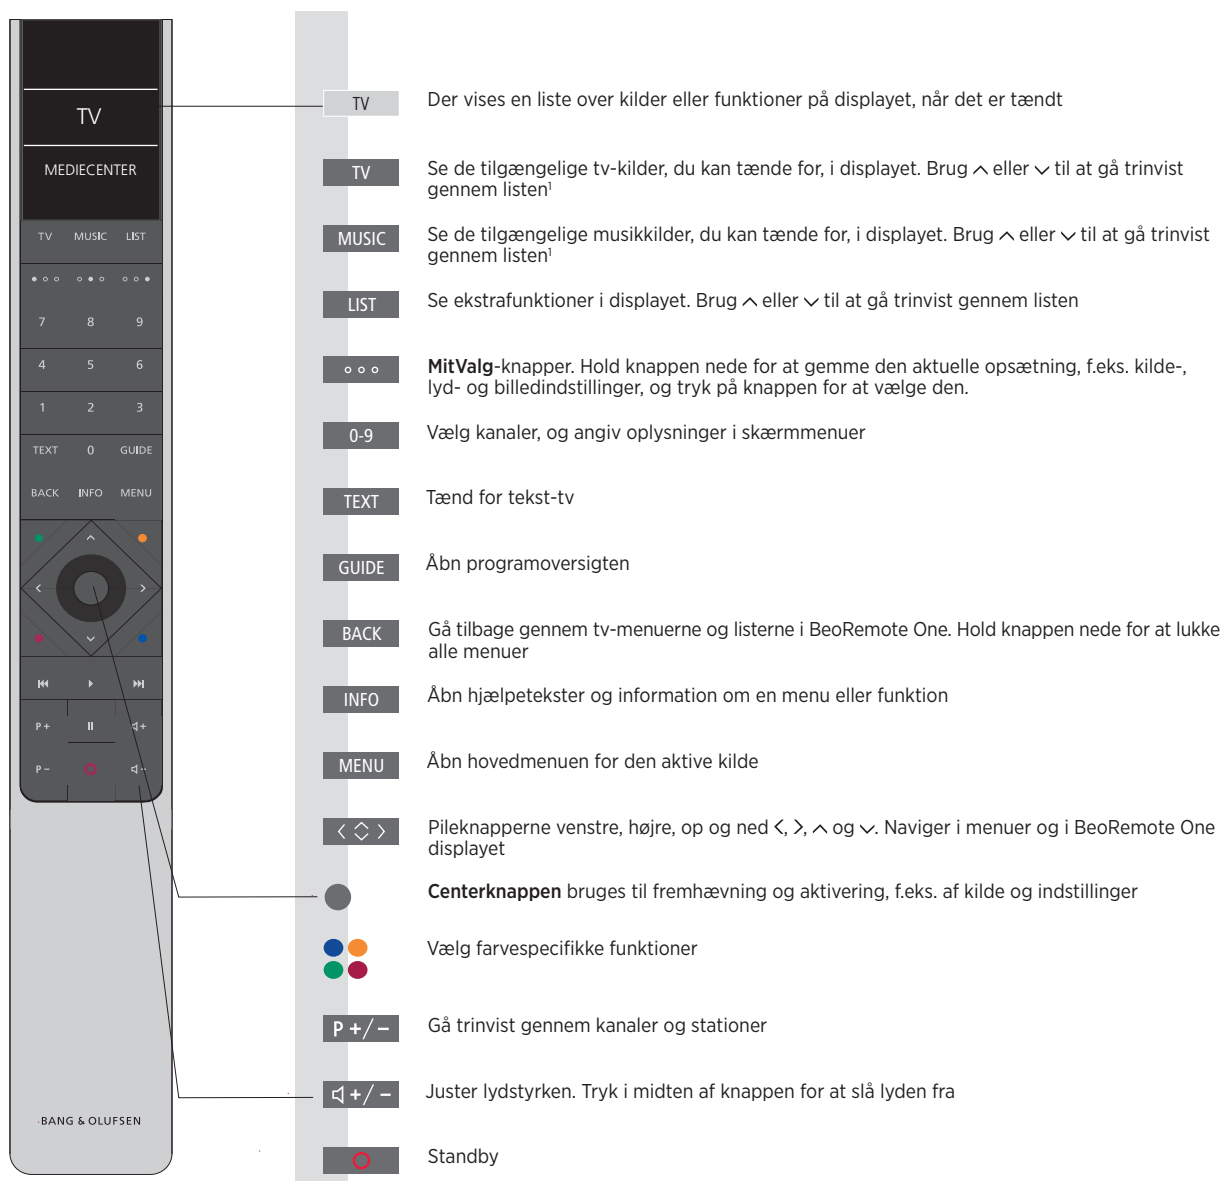 TV
MEDIECENTER
TV MUSIC LIST
7 8 9
4 5 6
1 2 3
TEXT 0 GUIDE
BACK INFO MENU
P + +
P – –
BANG & OLUFSEN
TV Der vises en liste over kilder eller funktioner på displayet, når det er tændt
TV Se de tilgængelige tv-kilder, du kan tænde for, i displayet. Brug ∧ eller ∨ til at gå trinvist
gennem listen¹
MUSIC Se de tilgængelige musikkilder, du kan tænde for, i displayet. Brug ∧ eller ∨ til at gå trinvist
gennem listen¹
LIST Se ekstrafunktioner i displayet. Brug ∧ eller ∨ til at gå trinvist gennem listen
MitValg-knapper. Hold knappen nede for at gemme den aktuelle opsætning, f.eks. kilde-,
lyd- og billedindstillinger, og tryk på knappen for at vælge den.
0-9 Vælg kanaler, og angiv oplysninger i skærmmenuer
TEXT Tænd for tekst-tv
GUIDE Åbn programoversigten
BACK Gå tilbage gennem tv-menuerne og listerne i BeoRemote One. Hold knappen nede for at lukke
alle menuer
INFO Åbn hjælpetekster og information om en menu eller funktion
MENU Åbn hovedmenuen for den aktive kilde
Pileknapperne venstre, højre, op og ned <, >, ∧ og ∨. Naviger i menuer og i BeoRemote One
displayet
Centerknappen bruges til fremhævning og aktivering, f.eks. af kilde og indstillinger
Vælg farvespecifikke funktioner
P +/– Gå trinvist gennem kanaler og stationer
+/– Juster lydstyrken. Tryk i midten af knappen for at slå lyden fra
Standby